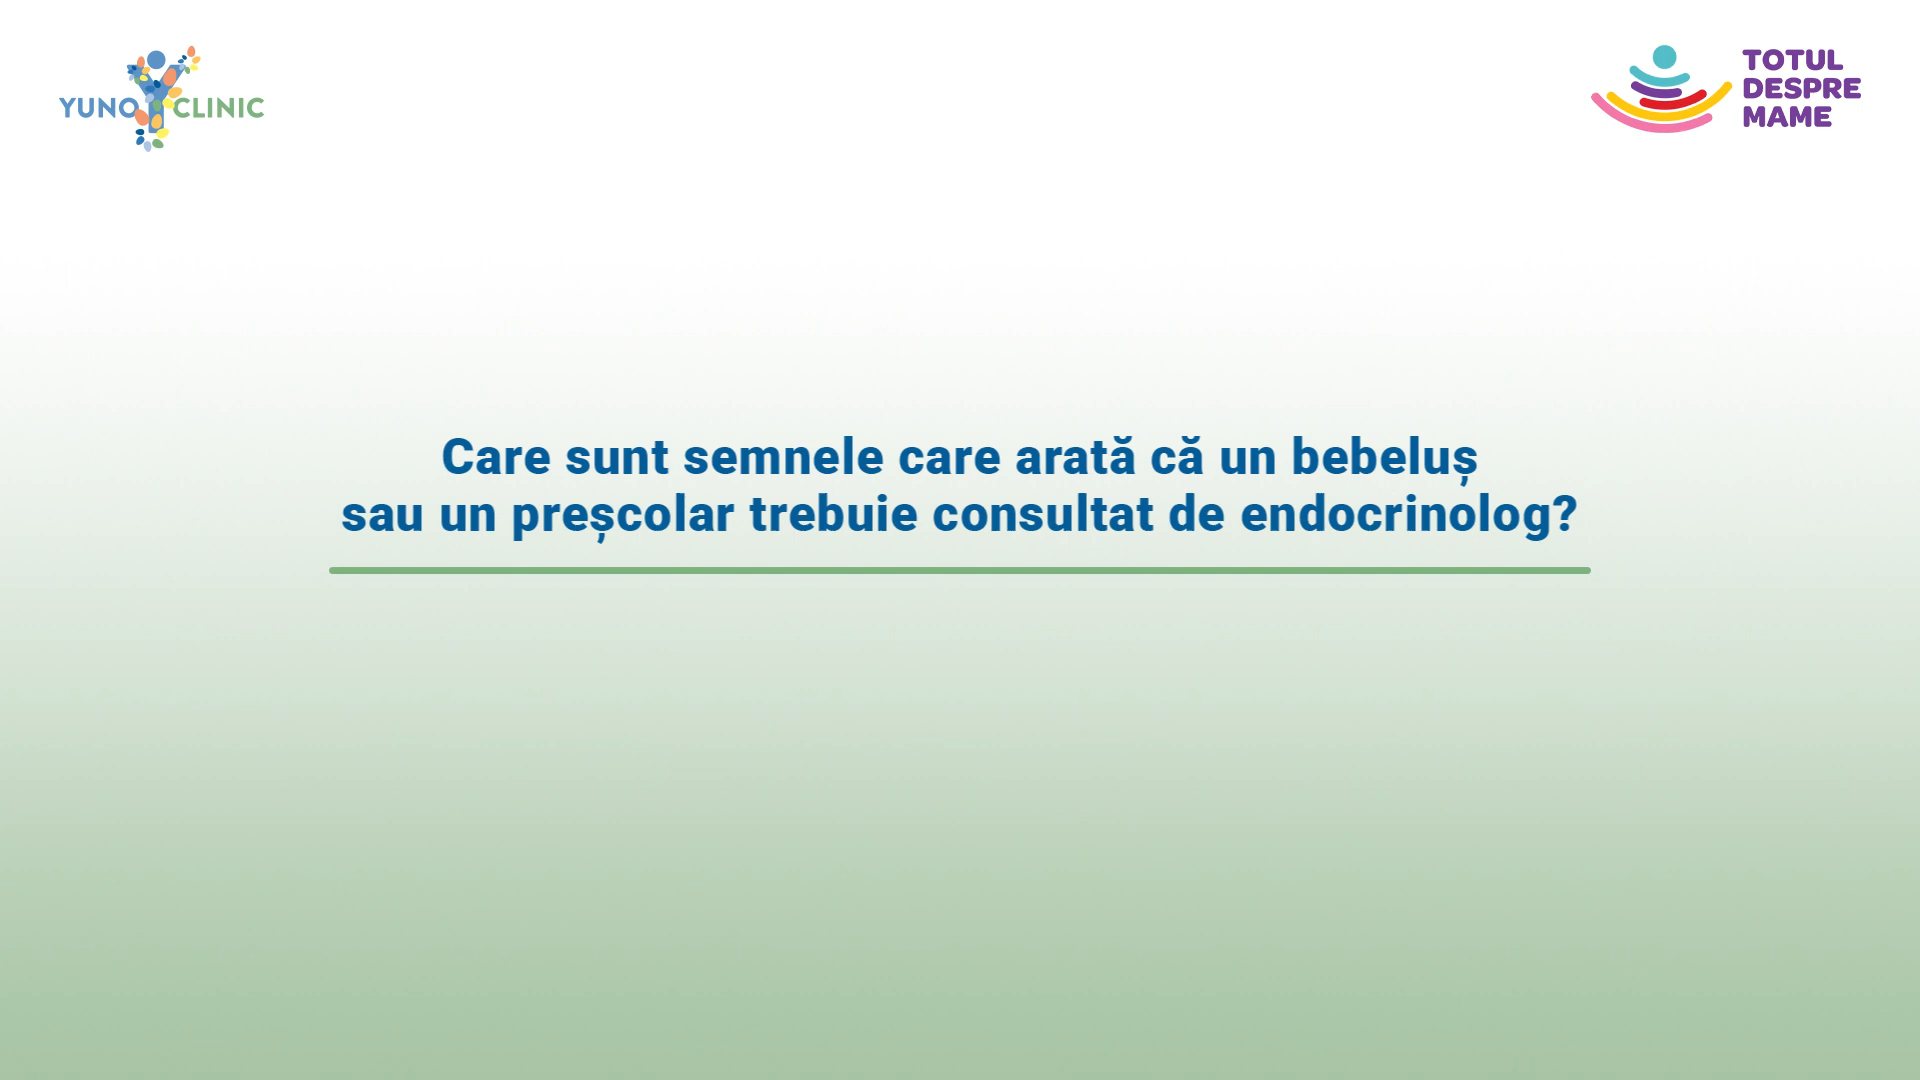 YUNO CLINIC
TOTUL
DESPRE
MAME
Care sunt semnele care arată că un bebeluș
sau un preșcolar trebuie consultat de endocrinolog?